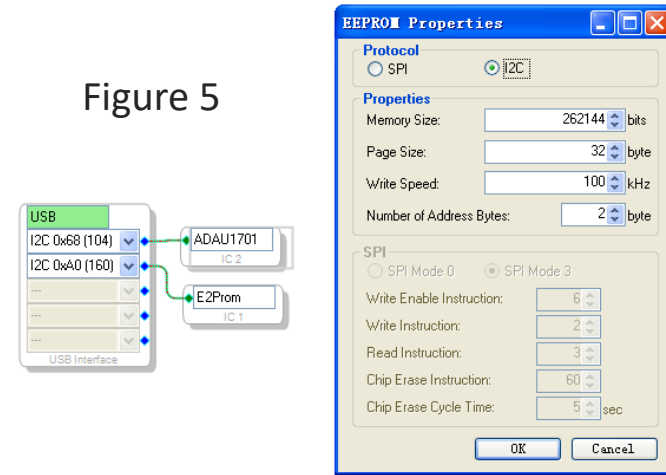 Figure 5
USB
I2C 0x68 (104)
I2C 0xA0 (160)
---
---
---
USB Interface
ADAU1701
IC 2
E2Prom
IC 1
EEPROM Properties
Protocol
SPI I2C
Properties
Memory Size: 262144 bits
Page Size: 32 byte
Write Speed: 100 kHz
Number of Address Bytes: 2 byte
SPI
SPI Mode 0 SPI Mode 3
Write Enable Instruction: 6
Write Instruction: 2
Read Instruction: 3
Chip Erase Instruction: 60
Chip Erase Cycle Time: 5 sec
OK Cancel